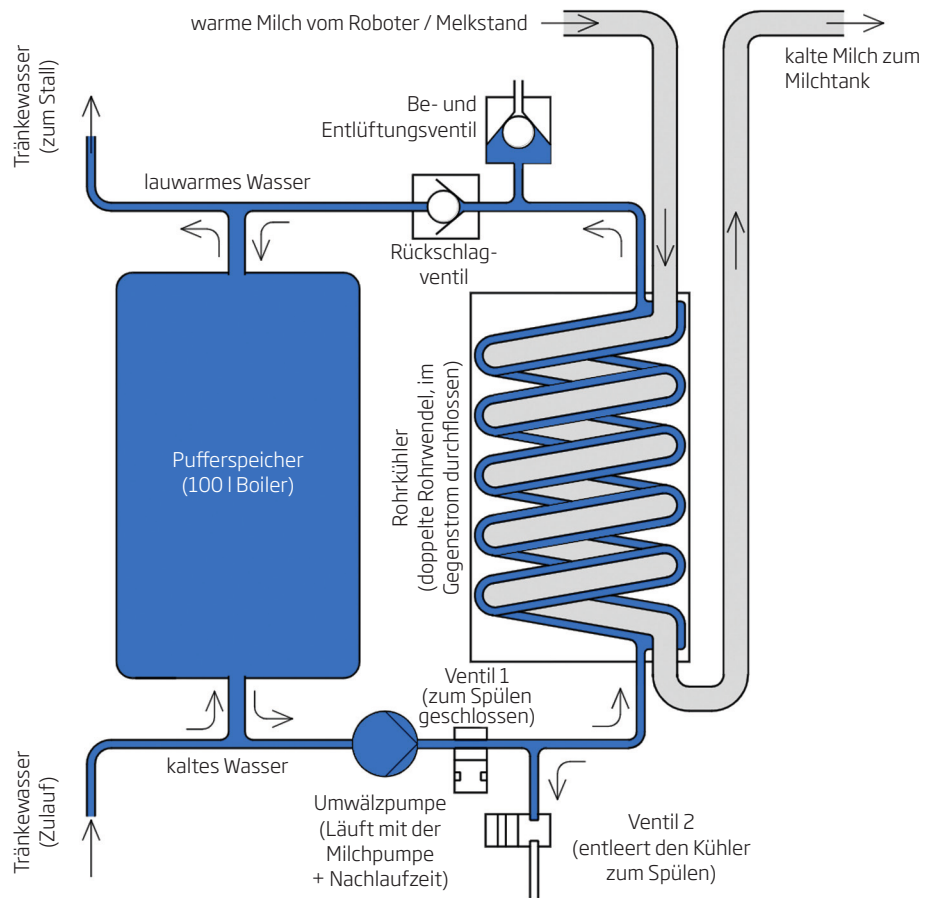 warme Milch vom Roboter / Melkstand
kalte Milch zum
Milchtank
Be- und
Entlüftungsventil
Tränkewasser
(zum Stall)
lauwarmes Wasser
Rückschlag-
ventil
Pufferspeicher
(100 l Boiler)
Rohrkühler
(doppelte Rohrwendel, im
Gegenstrom durchflossen)
Ventil 1
(zum Spülen
geschlossen)
kaltes Wasser
Tränkewasser
(Zulauf)
Umwälzpumpe
(Läuft mit der
Milchpumpe
+ Nachlaufzeit)
Ventil 2
(entleert den Kühler
zum Spülen)